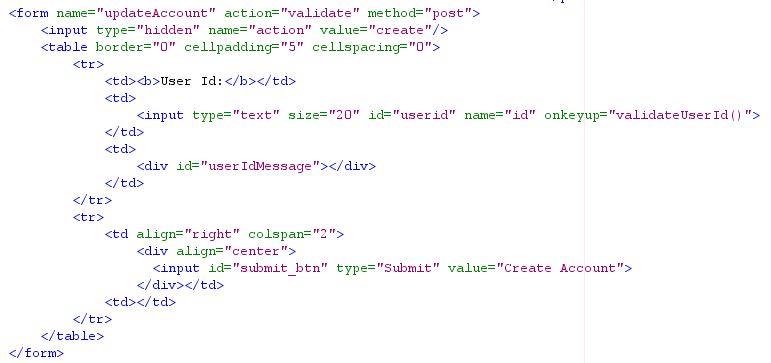 <form name="updateAccount" action="validate" method="post">
    <input type="hidden" name="action" value="create"/>
    <table border="0" cellpadding="5" cellspacing="0">
        <tr>
            <td><b>User Id:</b></td>
            <td>
                <input type="text" size="20" id="userid" name="id" onkeyup="validateUserId()">
            </td>
            <td>
                <div id="userIdMessage"></div>
            </td>
        </tr>
        <tr>
            <td align="right" colspan="2">
                <div align="center">
                  <input id="submit_btn" type="Submit" value="Create Account">
                </div></td>
            <td></td>
        </tr>
    </table>
</form>